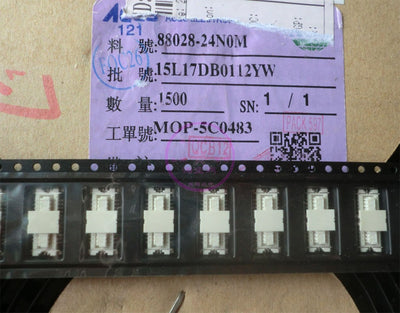 121
料 號: 88028-24N0M
批 號: 15L17DB0112YW
數 量: 1500 SN: 1 / 1
工單號: MOP-5C0483
QCB12